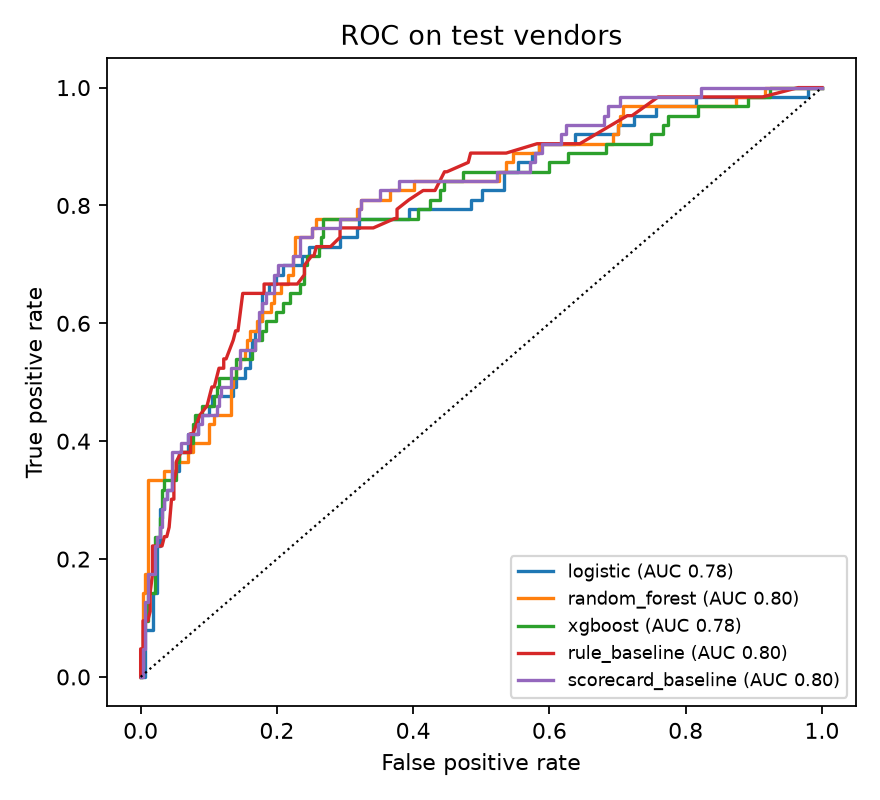 ROC on test vendors
True positive rate
1.0
0.8
0.6
0.4
0.2
0.0
logistic (AUC 0.78)
random_forest (AUC 0.80)
xgboost (AUC 0.78)
rule_baseline (AUC 0.80)
scorecard_baseline (AUC 0.80)
0.0 0.2 0.4 0.6 0.8 1.0
False positive rate